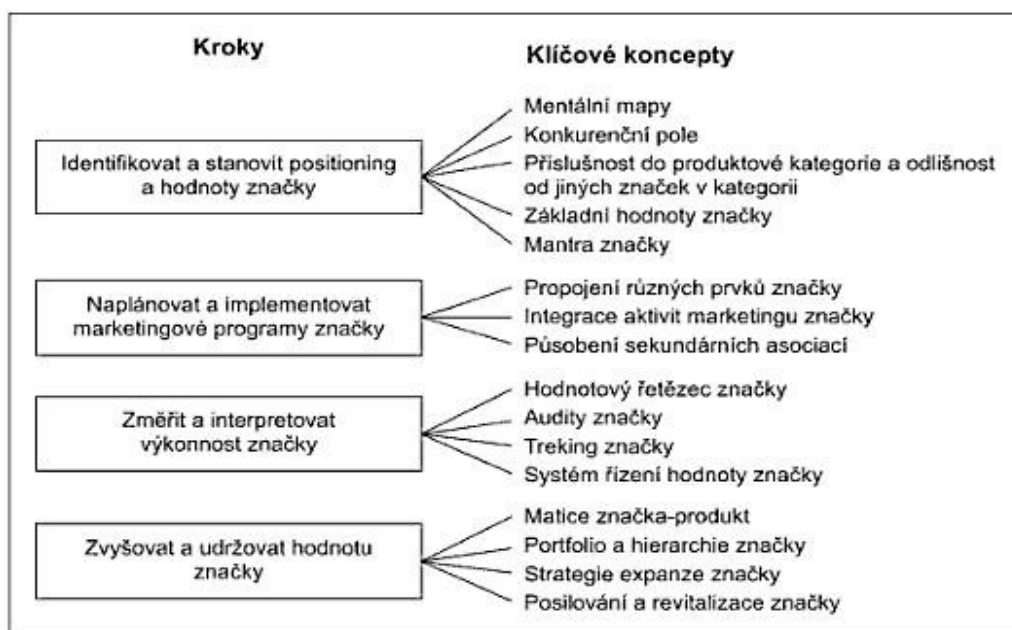 Kroky
Klíčové koncepty
Identifikovat a stanovit positioning
a hodnoty značky
Mentální mapy
Konkurenční pole
Příslušnost do produktové kategorie a odlišnost
od jiných značek v kategorii
Základní hodnoty značky
Mantra značky
Naplánovat a implementovat
marketingové programy značky
Propojení různých prvků značky
Integrace aktivit marketingu značky
Působení sekundárních asociací
Změřit a interpretovat
výkonnost značky
Hodnotový řetězec značky
Audity značky
Treking značky
Systém řízení hodnoty značky
Zvyšovat a udržovat hodnotu
značky
Matice značka-produkt
Portfolio a hierarchie značky
Strategie expanze značky
Posilování a revitalizace značky